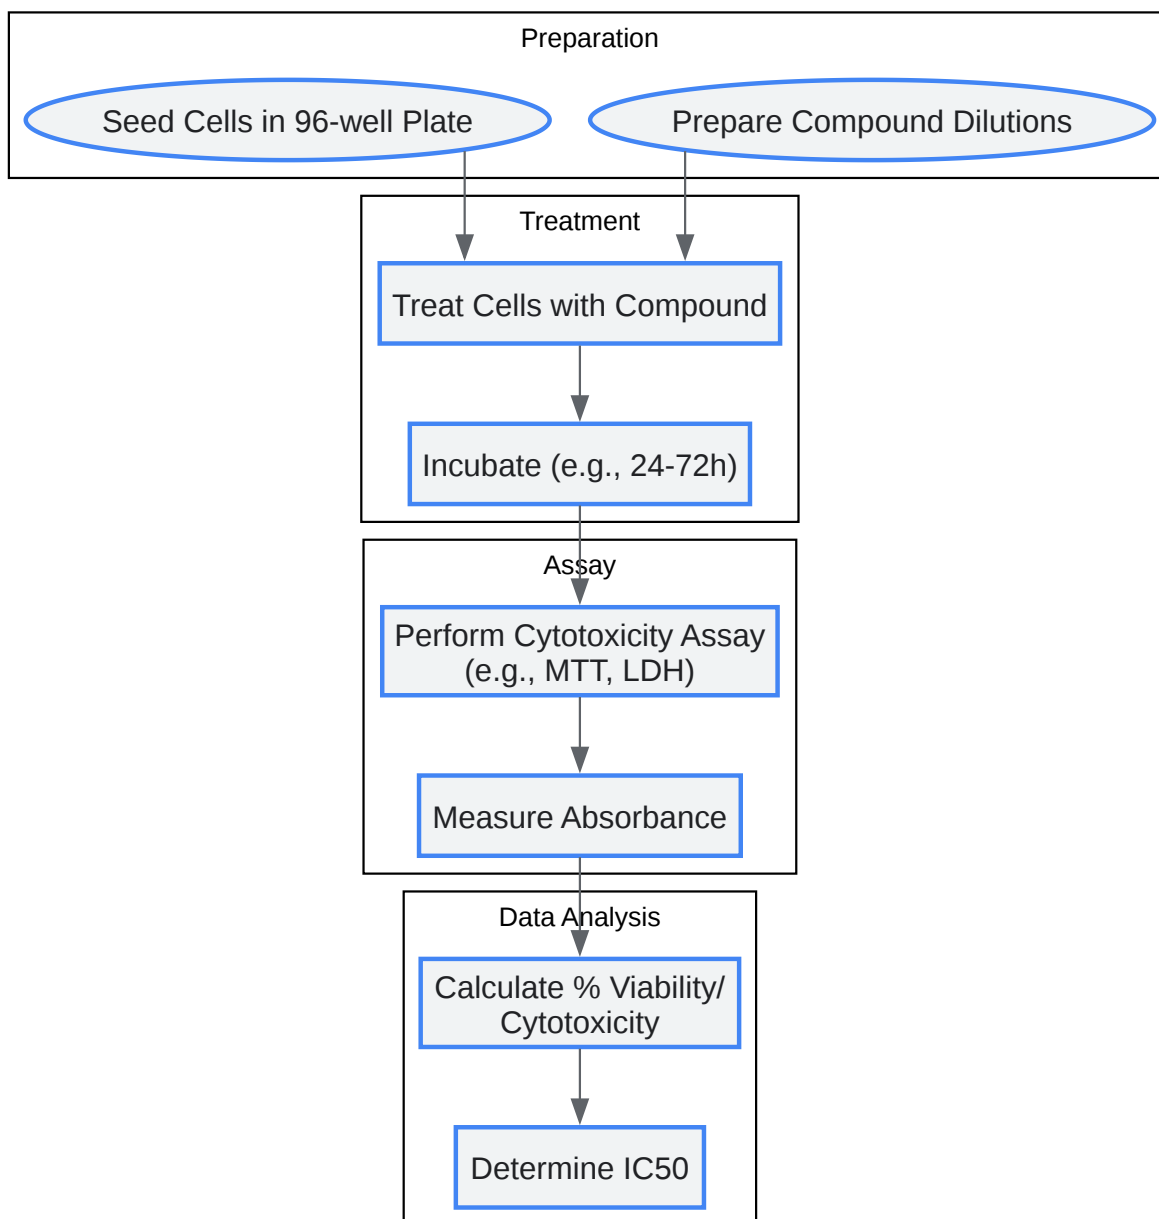 Preparation
Seed Cells in 96-well Plate
Prepare Compound Dilutions
Treatment
Treat Cells with Compound
Incubate (e.g., 24-72h)
Assay
Perform Cytotoxicity Assay
(e.g., MTT, LDH)
Measure Absorbance
Data Analysis
Calculate % Viability/
Cytotoxicity
Determine IC50